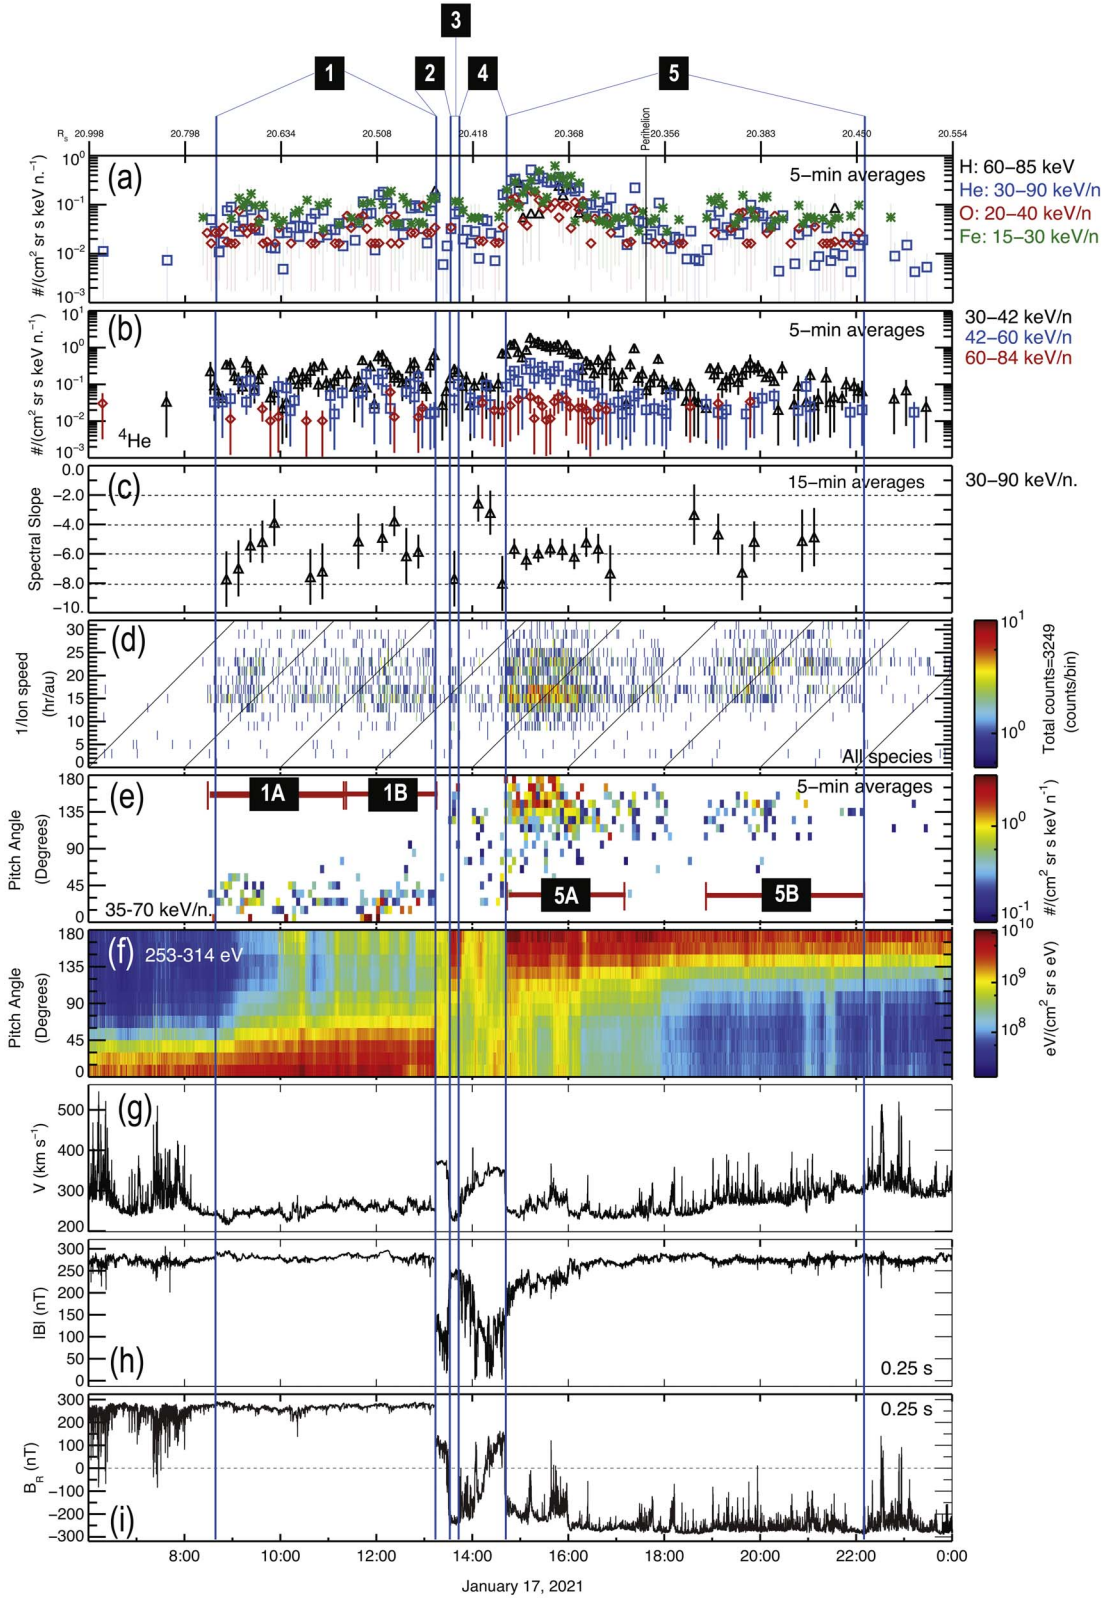 3
1
2
4
5
Rs 20.998 20.798 20.634 20.508 20.418 20.368 20.356 20.383 20.450 20.554
Perihelion
(a)
5−min averages
H: 60−85 keV
He: 30−90 keV/n
O: 20−40 keV/n
Fe: 15−30 keV/n
#/(cm² sr s keV n.⁻¹)
10⁰
10⁻¹
10⁻²
10⁻³
(b)
5−min averages
30−42 keV/n
42−60 keV/n
60−84 keV/n
#/(cm² sr s keV n.⁻¹)
10¹
10⁰
10⁻¹
10⁻²
10⁻³
⁴He
(c)
15−min averages
30−90 keV/n.
Spectral Slope
0.0
−2.0
−4.0
−6.0
−8.0
−10.
(d)
1/Ion speed
(hr/au)
30
25
20
15
10
5
0
All species
10¹
10⁰
Total counts=3249
(counts/bin)
(e)
1A
1B
5−min averages
5A
5B
35-70 keV/n.
Pitch Angle
(Degrees)
180
135
90
45
0
10⁰
10⁻¹
#/(cm² sr s keV n⁻¹)
(f)
253-314 eV
Pitch Angle
(Degrees)
180
135
90
45
0
10¹⁰
10⁹
10⁸
eV/(cm² sr s eV)
(g)
V (km s⁻¹)
500
400
300
200
(h)
|B| (nT)
300
250
200
150
100
50
0
0.25 s
(i)
B_R (nT)
300
200
100
0
−100
−200
−300
0.25 s
8:00 10:00 12:00 14:00 16:00 18:00 20:00 22:00 0:00
January 17, 2021